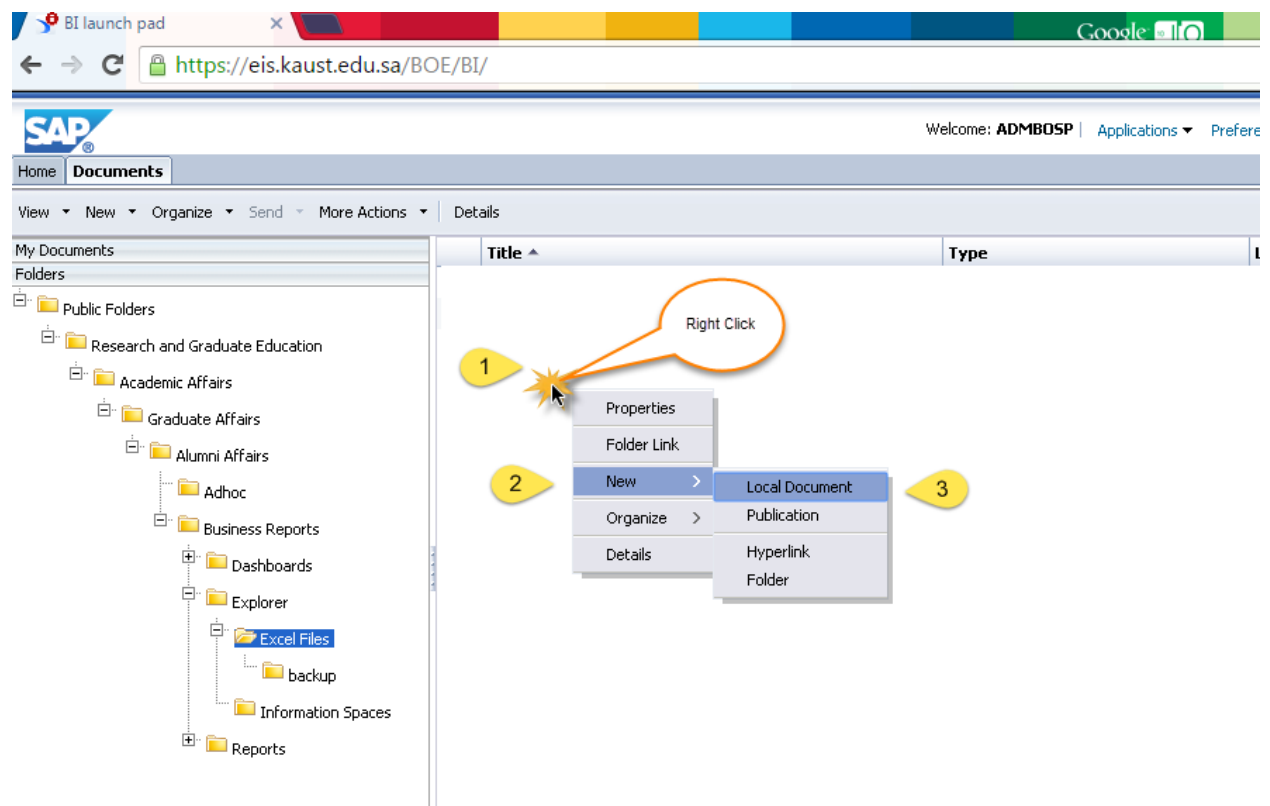 BI launch pad
Google
https://eis.kaust.edu.sa/BOE/BI/
SAP®
Welcome: ADMBOSP | Applications Prefere
Home Documents
View New Organize Send More Actions Details
My Documents
Title Type L
Folders
Public Folders
Research and Graduate Education
Academic Affairs
Graduate Affairs
Alumni Affairs
Adhoc
Business Reports
Dashboards
Explorer
Excel Files
backup
Information Spaces
Reports
Right Click
1
Properties
Folder Link
2
New
Organize
Details
Local Document
3
Publication
Hyperlink
Folder